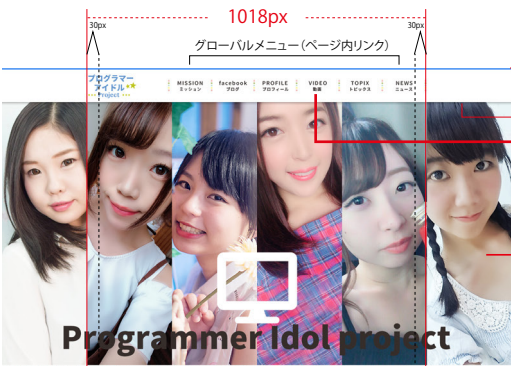 1018px
30px
30px
グローバルメニュー（ページ内リンク）
プログラマー
アイドル
Project
MISSION
ミッション
facebook
ブログ
PROFILE
プロフィール
VIDEO
動画
TOPIX
トピックス
NEWS
ニュース
Programmer Idol project